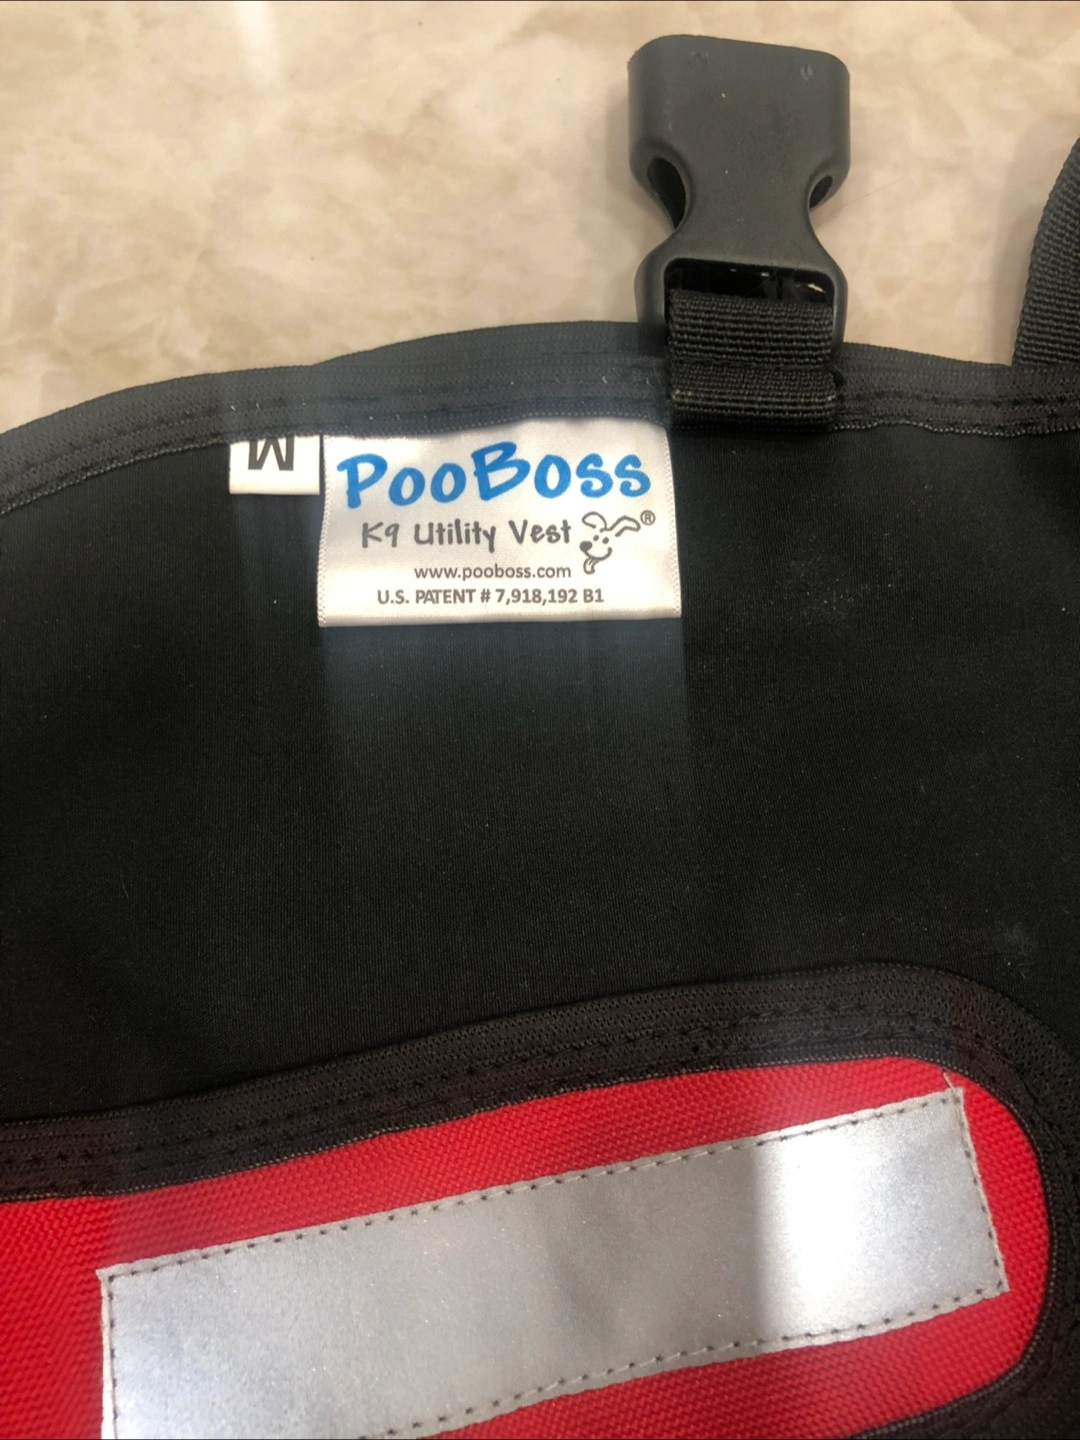 M
PooBoss
K9 Utility Vest ®
www.pooboss.com
U.S. PATENT # 7,918,192 B1